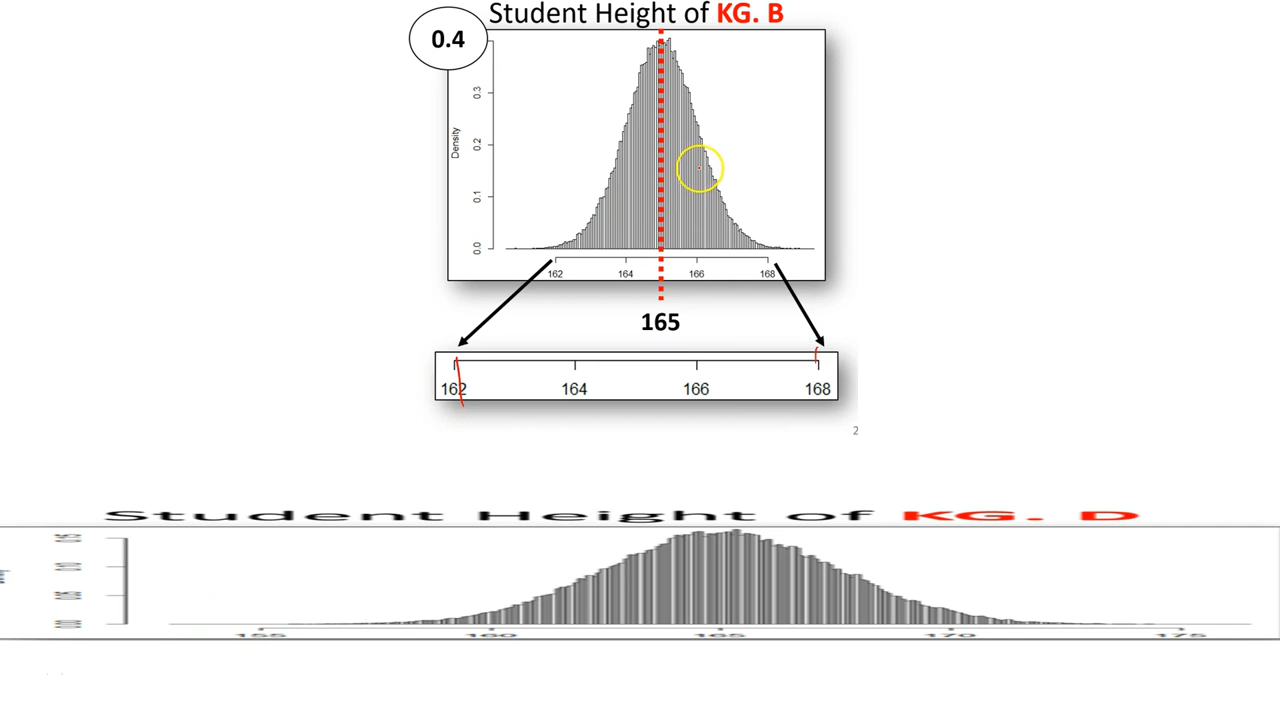 Student Height of KG. B
0.4
Density
0.3
0.2
0.1
0.0
162 164 166 168
165
162 164 166 168
2
Student Height of KG. D
155 160 165 170 175